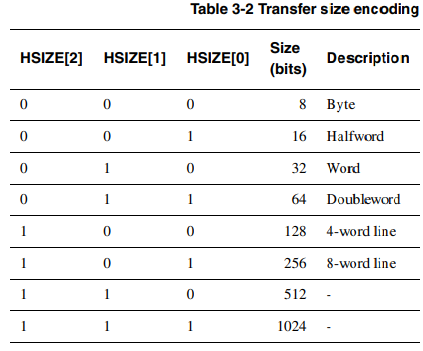 Table 3-2 Transfer size encoding
HSIZE[2] HSIZE[1] HSIZE[0] Size (bits) Description
0 0 0 8 Byte
0 0 1 16 Halfword
0 1 0 32 Word
0 1 1 64 Doubleword
1 0 0 128 4-word line
1 0 1 256 8-word line
1 1 0 512 -
1 1 1 1024 -